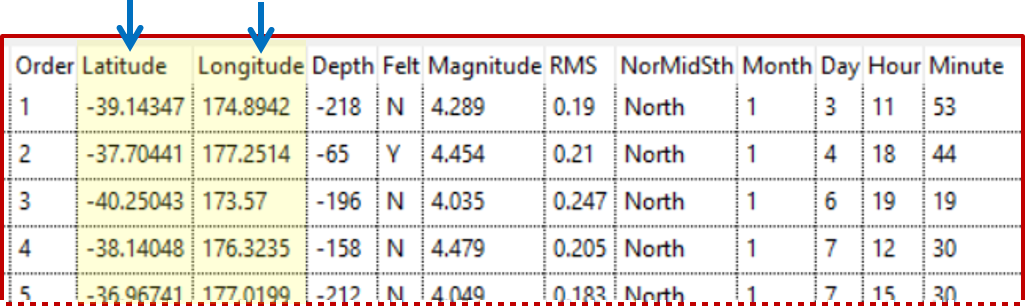 Order Latitude Longitude Depth Felt Magnitude RMS NorMidSth Month Day Hour Minute
1 -39.14347 174.8942 -218 N 4.289 0.19 North 1 3 11 53
2 -37.70441 177.2514 -65 Y 4.454 0.21 North 1 4 18 44
3 -40.25043 173.57 -196 N 4.035 0.247 North 1 6 19 19
4 -38.14048 176.3235 -158 N 4.479 0.205 North 1 7 12 30
5 -36.96741 177.0199 -212 N 4.049 0.183 North 1 7 15 30